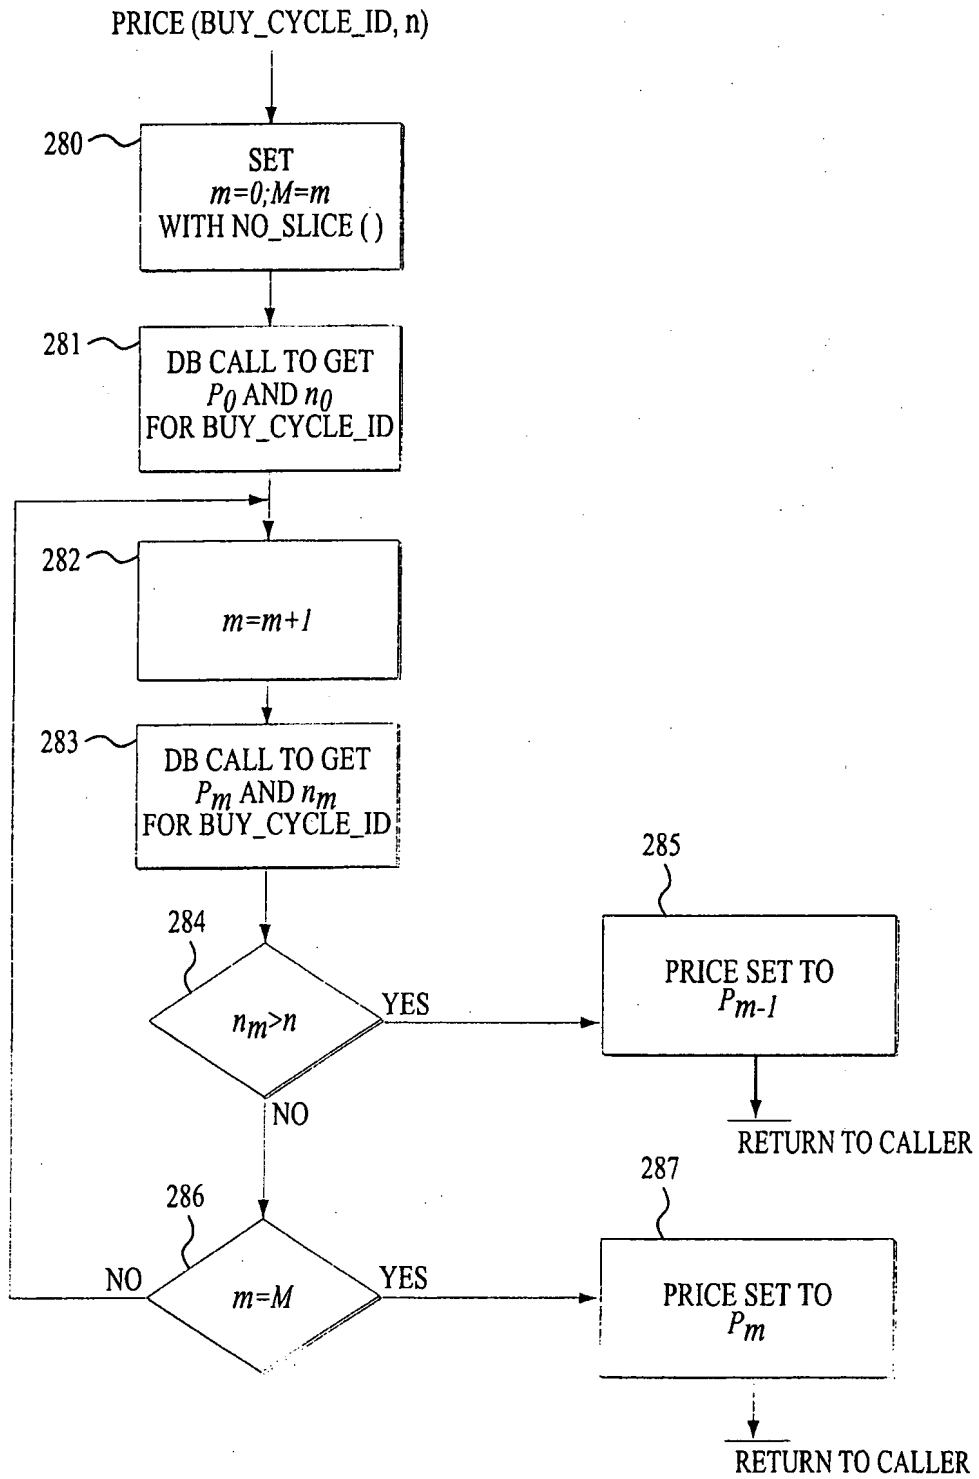 PRICE (BUY_CYCLE_ID, n)
280
SET
m=0;M=m
WITH NO_SLICE ( )
281
DB CALL TO GET
P0 AND n0
FOR BUY_CYCLE_ID
282
m=m+1
283
DB CALL TO GET
Pm AND nm
FOR BUY_CYCLE_ID
284
nm>n
YES
NO
285
PRICE SET TO
Pm-1
RETURN TO CALLER
286
m=M
NO
YES
287
PRICE SET TO
Pm
RETURN TO CALLER